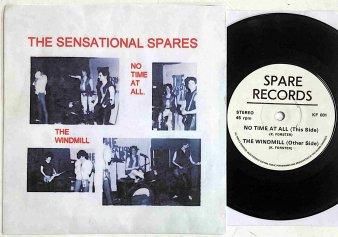 THE SENSATIONAL SPARES
NO
TIME
AT
ALL.
THE
WINDMILL
SPARE
RECORDS
STEREO
45 rpm
KF 001
NO TIME AT ALL (This Side)
(K. FORSTER)
THE WINDMILL (Other Side)
(K. FORSTER)